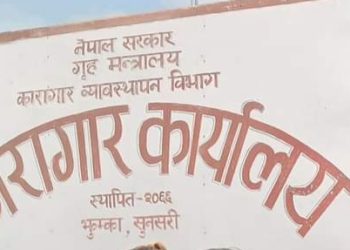 नेपाल सरकार
गृह मन्त्रालय
कारागार व्यवस्थापन विभाग
कारागार कार्यालय
स्थापित-२०६६
झुम्का, सुनसरी